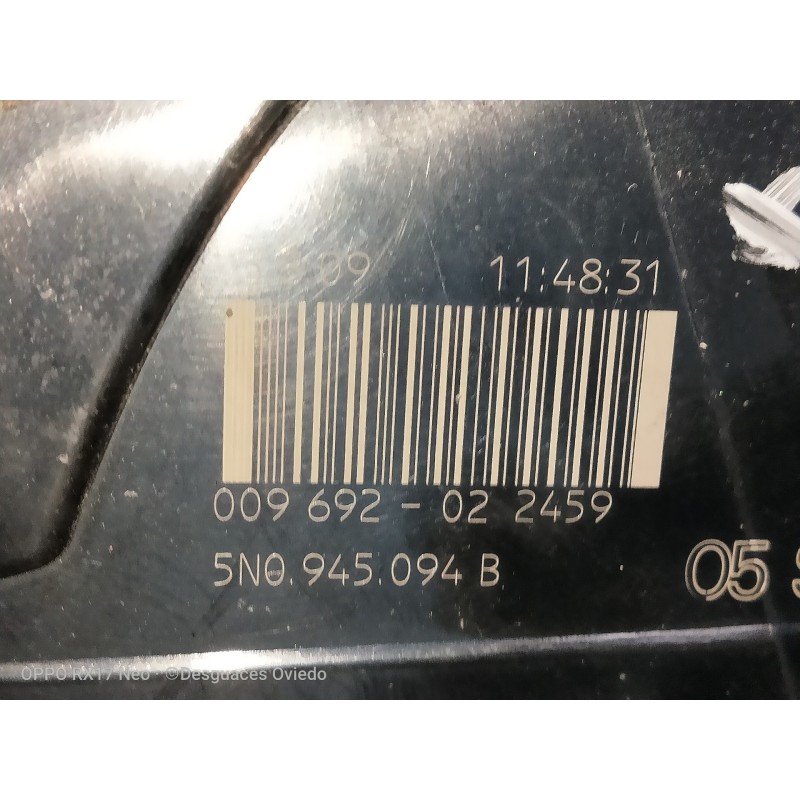 09 11:48:31
009 692 - 02 2459
5N0.945.094 B
05
OPPO RX17 Neo · ©Desguaces Oviedo